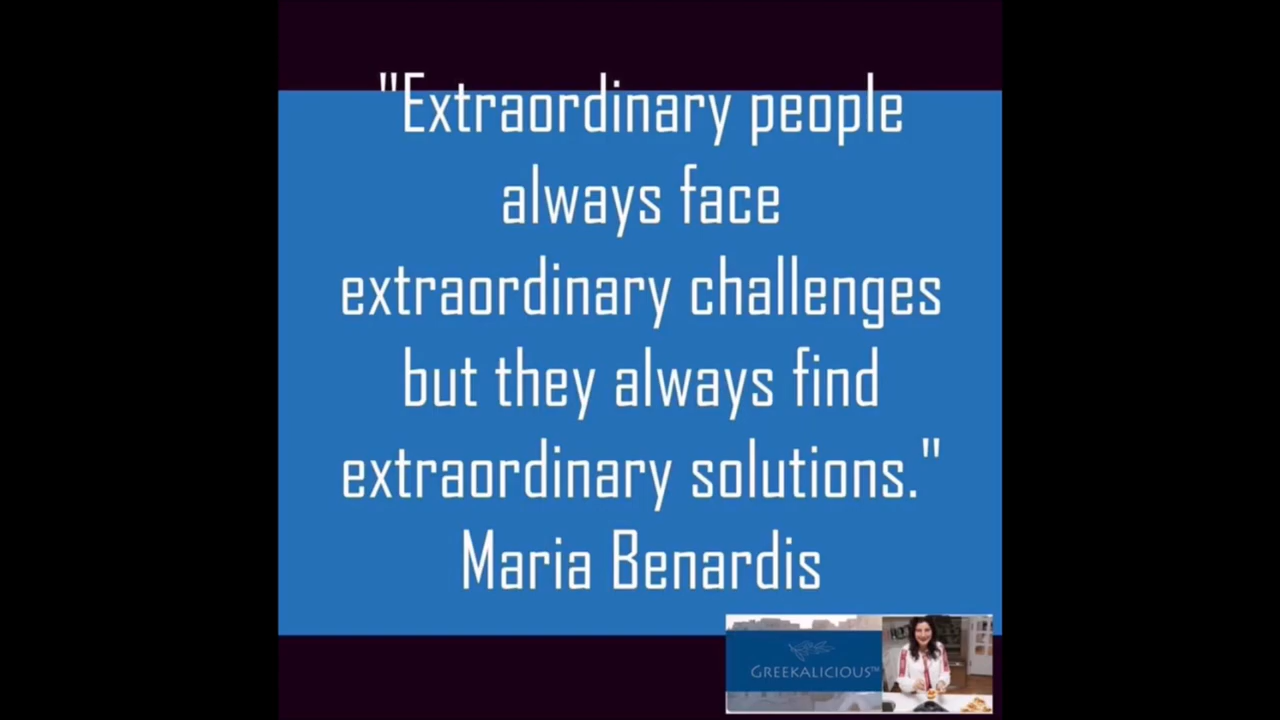 "Extraordinary people
always face
extraordinary challenges
but they always find
extraordinary solutions."
Maria Benardis
GREEKALICIOUS™